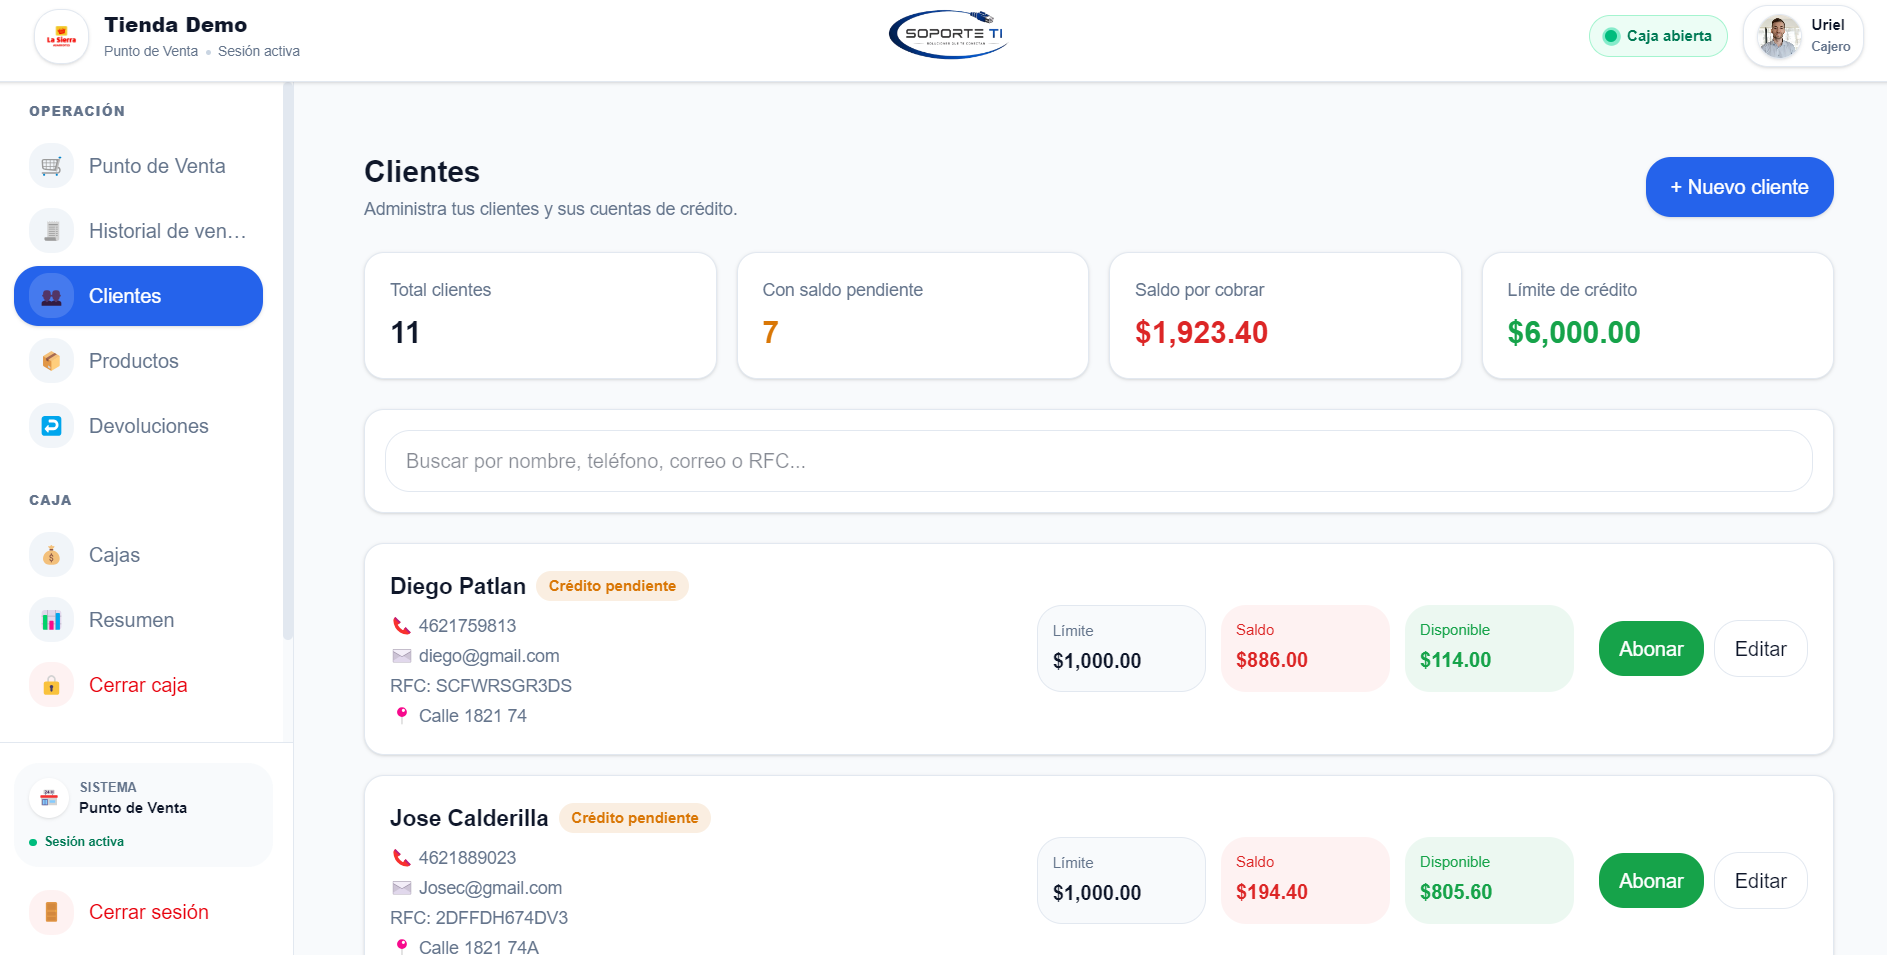 La Sierra
Tienda Demo
Punto de Venta • Sesión activa
SOPORTE TI
Caja abierta
Uriel
Cajero
OPERACIÓN
Punto de Venta
Historial de ven...
Clientes
Productos
Devoluciones
CAJA
Cajas
Resumen
Cerrar caja
SISTEMA
Punto de Venta
Sesión activa
Cerrar sesión
Clientes
Administra tus clientes y sus cuentas de crédito.
+ Nuevo cliente
Total clientes
11
Con saldo pendiente
7
Saldo por cobrar
$1,923.40
Límite de crédito
$6,000.00
Buscar por nombre, teléfono, correo o RFC...
Diego Patlan
Crédito pendiente
4621759813
diego@gmail.com
RFC: SCFWRSGR3DS
Calle 1821 74
Límite
$1,000.00
Saldo
$886.00
Disponible
$114.00
Abonar
Editar
Jose Calderilla
Crédito pendiente
4621889023
Josec@gmail.com
RFC: 2DFFDH674DV3
Calle 1821 74A
Límite
$1,000.00
Saldo
$194.40
Disponible
$805.60
Abonar
Editar